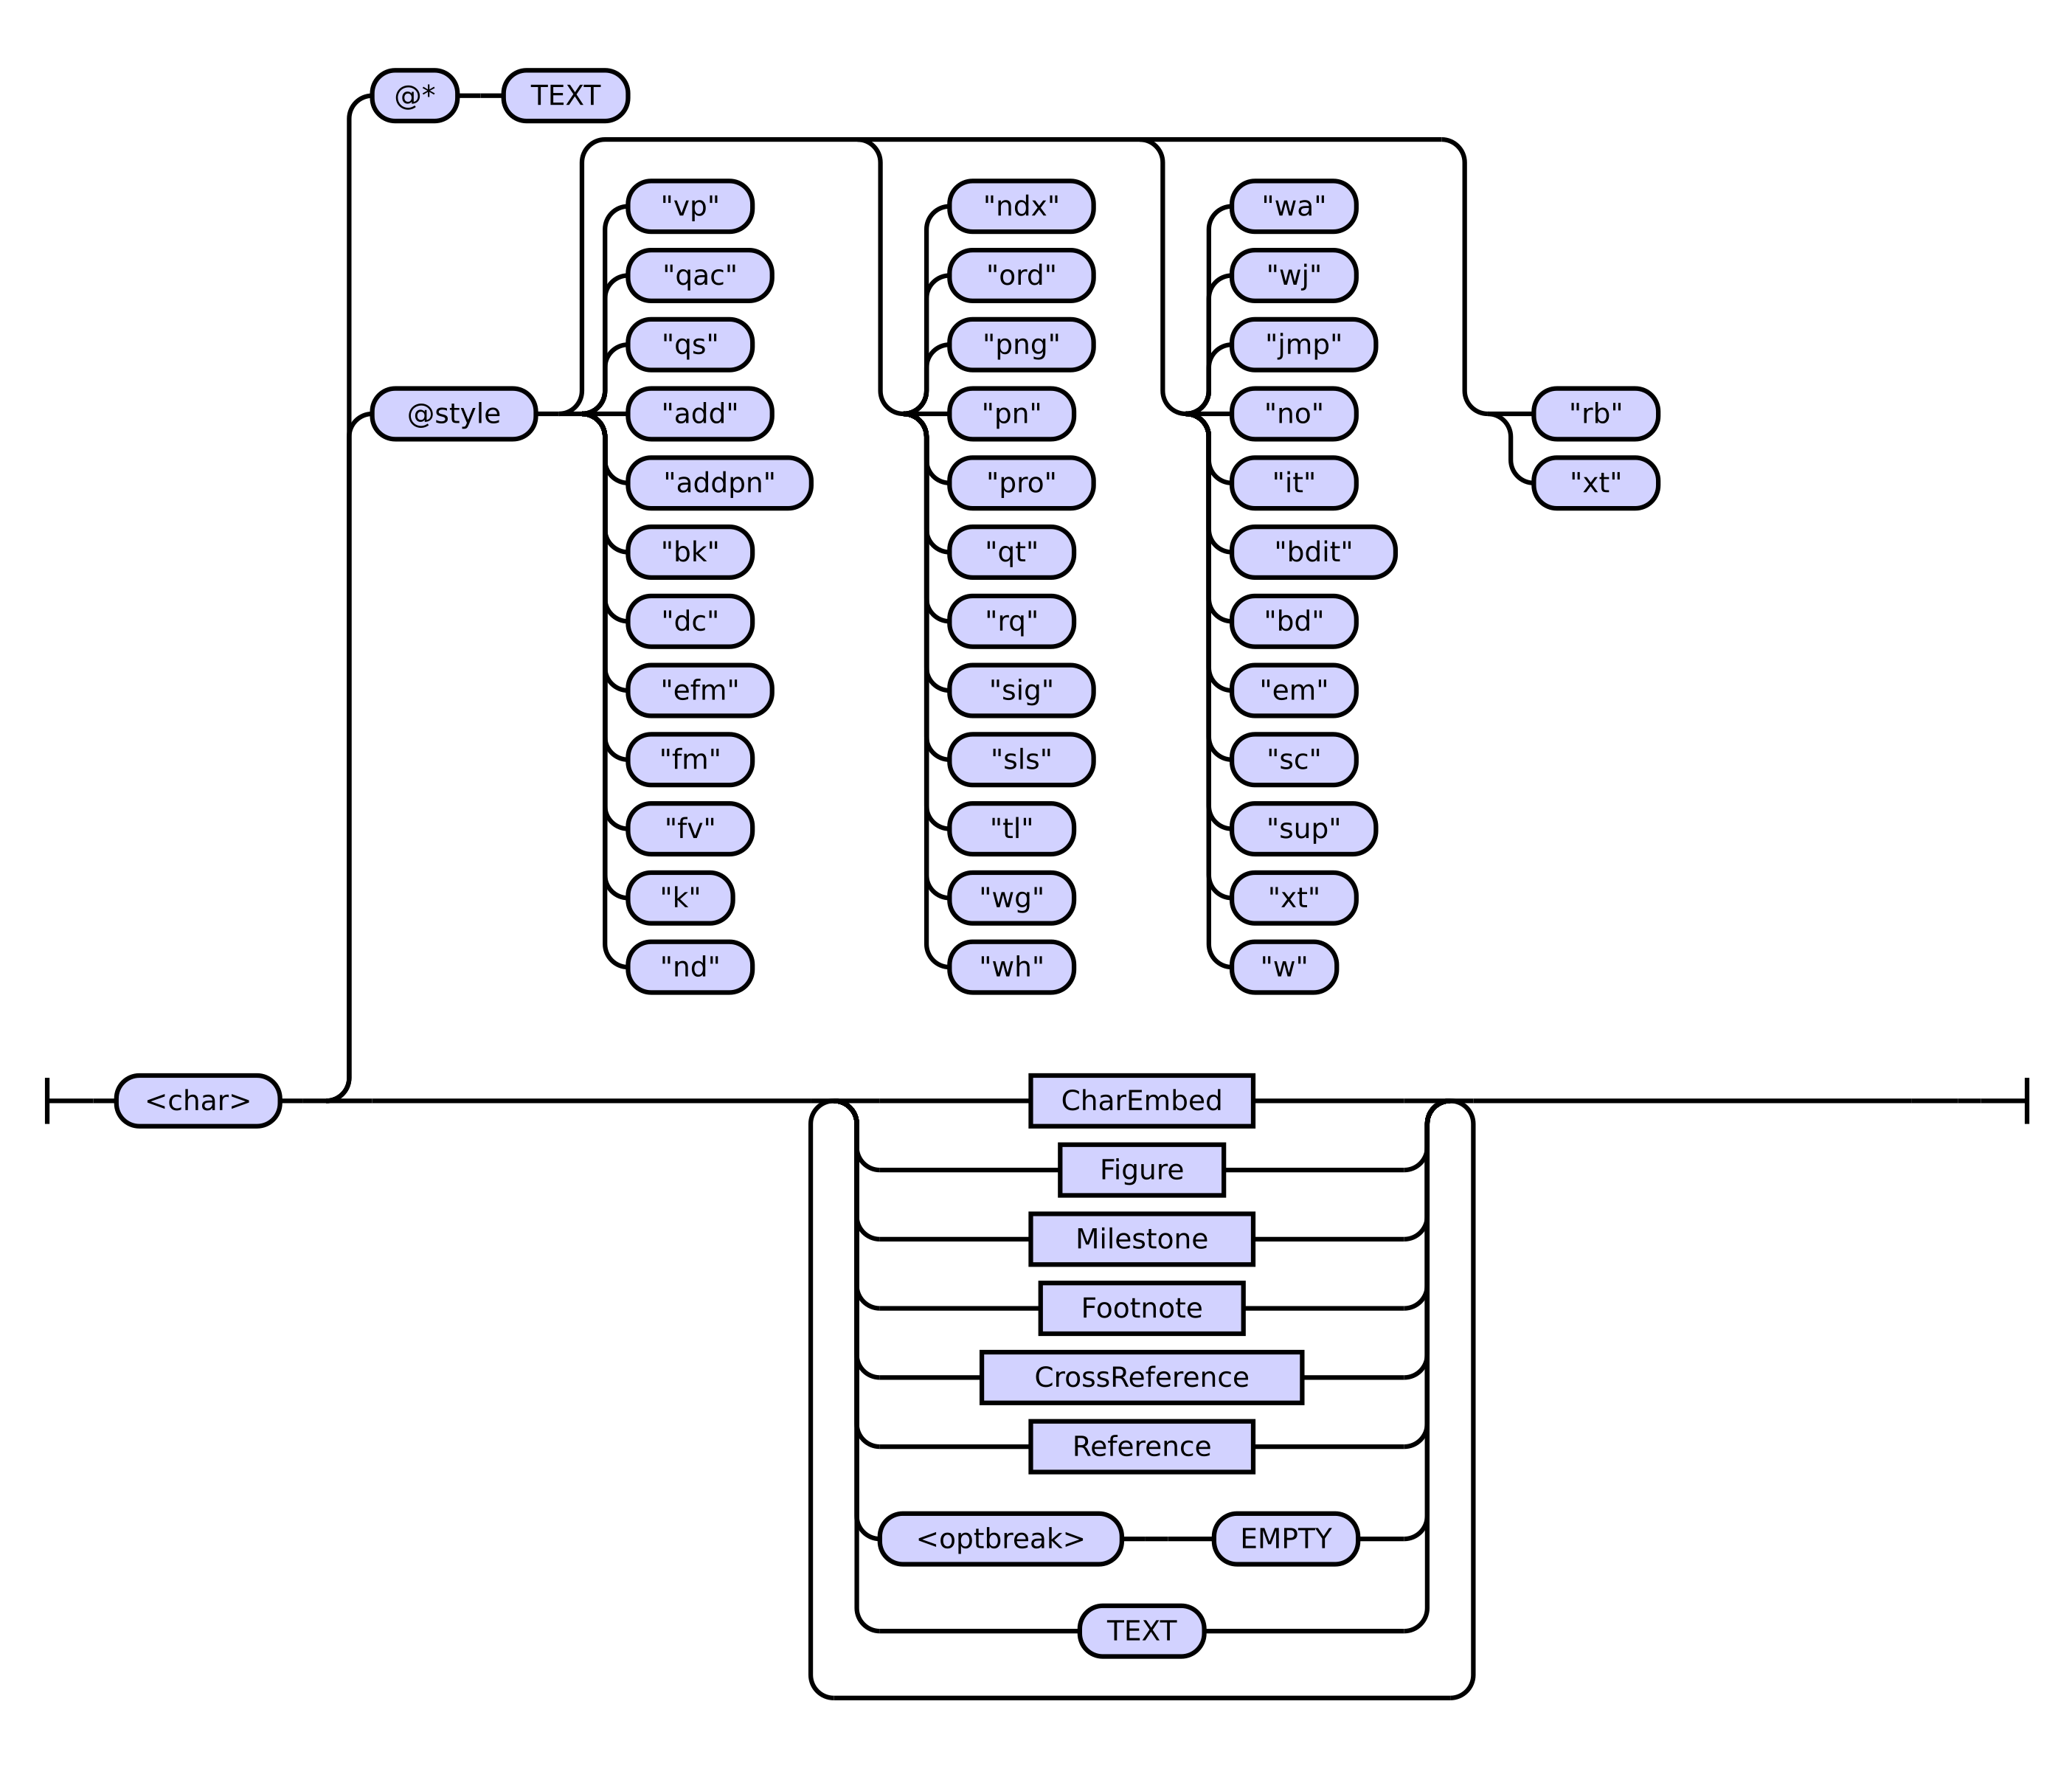 @* TEXT
"vp" "ndx" "wa"
"qac" "ord" "wj"
"qs" "png" "jmp"
@style "add" "pn" "no" "rb"
"addpn" "pro" "it" "xt"
"bk" "qt" "bdit"
"dc" "rq" "bd"
"efm" "sig" "em"
"fm" "sls" "sc"
"fv" "tl" "sup"
"k" "wg" "xt"
"nd" "wh" "w"
<char> CharEmbed
Figure
Milestone
Footnote
CrossReference
Reference
<optbreak> EMPTY
TEXT